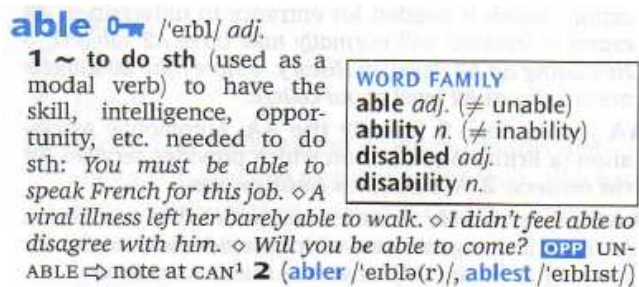 able /ˈeɪbl/ adj.
1 ~ to do sth (used as a
modal verb) to have the
skill, intelligence, oppor-
tunity, etc. needed to do
sth: You must be able to
speak French for this job. ⋄ A
viral illness left her barely able to walk. ⋄ I didn't feel able to
disagree with him. ⋄ Will you be able to come? OPP UN-
ABLE ⇨ note at CAN¹ 2 (abler /ˈeɪblə(r)/, ablest /ˈeɪblɪst/)
WORD FAMILY
able adj. (≠ unable)
ability n. (≠ inability)
disabled adj.
disability n.